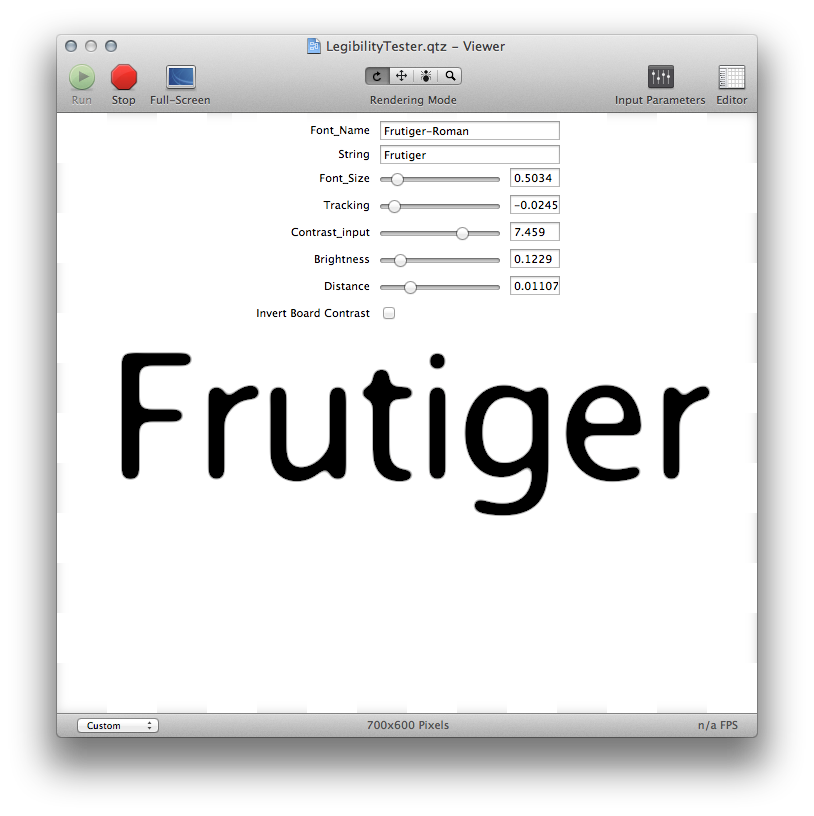 LegibilityTester.qtz – Viewer
Run Stop Full-Screen Rendering Mode Input Parameters Editor
Font_Name Frutiger-Roman
String Frutiger
Font_Size 0.5034
Tracking -0.0245
Contrast_input 7.459
Brightness 0.1229
Distance 0.01107
Invert Board Contrast
Frutiger
Custom 700x600 Pixels n/a FPS